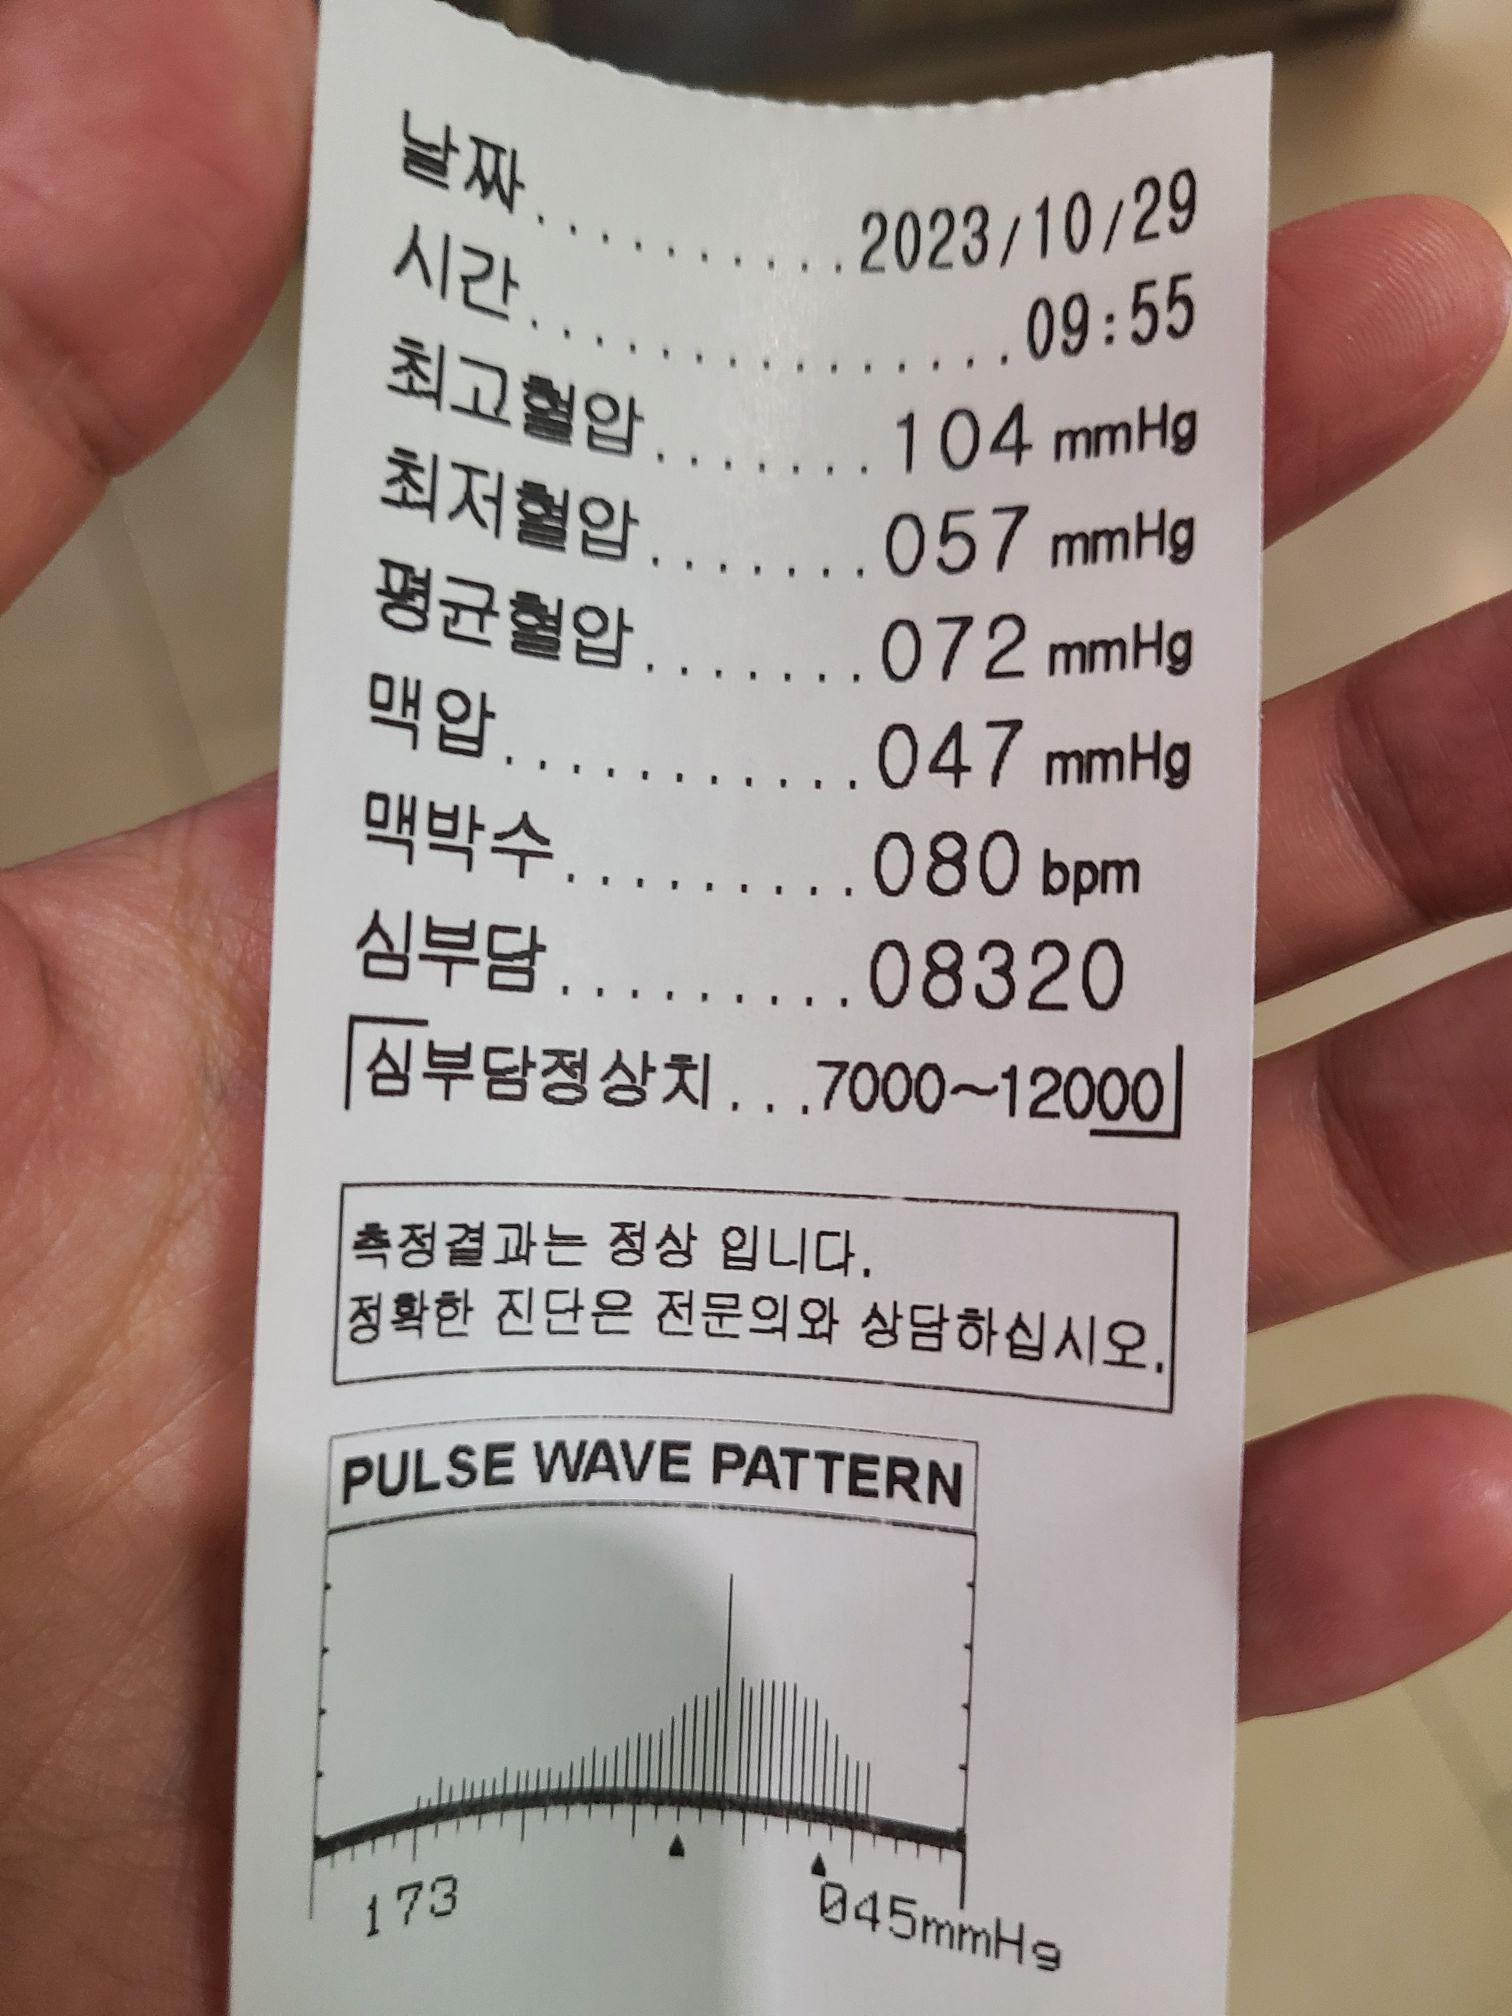 날짜..........2023/10/29
시간...............09:55
최고혈압.......104 mmHg
최저혈압.......057 mmHg
평균혈압.......072 mmHg
맥압...........047 mmHg
맥박수.........080 bpm
심부담.........08320
심부담정상치...7000~12000
측정결과는 정상 입니다.
정확한 진단은 전문의와 상담하십시오.
PULSE WAVE PATTERN
173 045mmHg